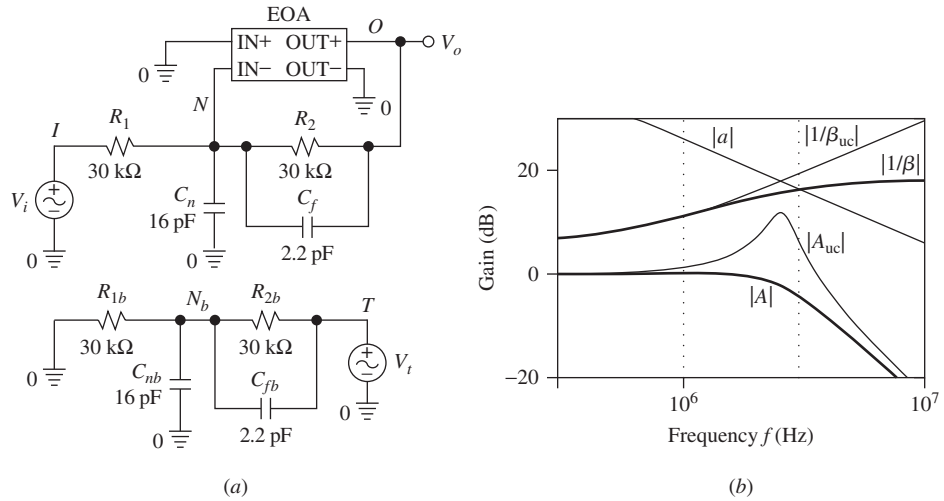 EOA
IN+ OUT+
IN− OUT−
O
V_o
0
0
N
I
R_1
30 kΩ
R_2
30 kΩ
V_i
C_n
16 pF
C_f
2.2 pF
0
0
R_1b
30 kΩ
N_b
R_2b
30 kΩ
T
0
C_nb
16 pF
C_fb
2.2 pF
V_t
0
0
(a)
Gain (dB)
20
0
−20
|a|
|1/β_uc|
|1/β|
|A_uc|
|A|
10^6
10^7
Frequency f (Hz)
(b)